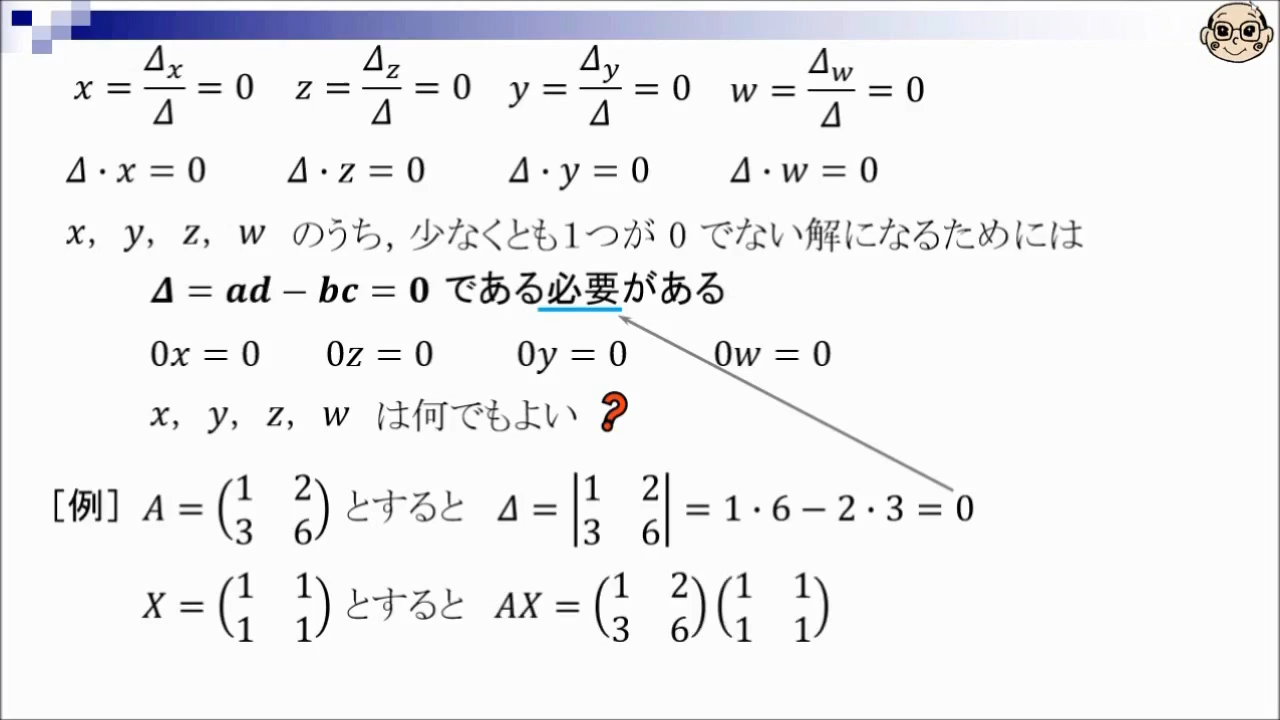 x = Δx/Δ = 0  z = Δz/Δ = 0  y = Δy/Δ = 0  w = Δw/Δ = 0
Δ・x = 0  Δ・z = 0  Δ・y = 0  Δ・w = 0
x, y, z, w のうち, 少なくとも1つが 0 でない解になるためには
Δ = ad − bc = 0 である必要がある
0x = 0  0z = 0  0y = 0  0w = 0
x, y, z, w は何でもよい ?
[例] A = (1 2 / 3 6) とすると Δ = |1 2 / 3 6| = 1・6 − 2・3 = 0
X = (1 1 / 1 1) とすると AX = (1 2 / 3 6)(1 1 / 1 1)